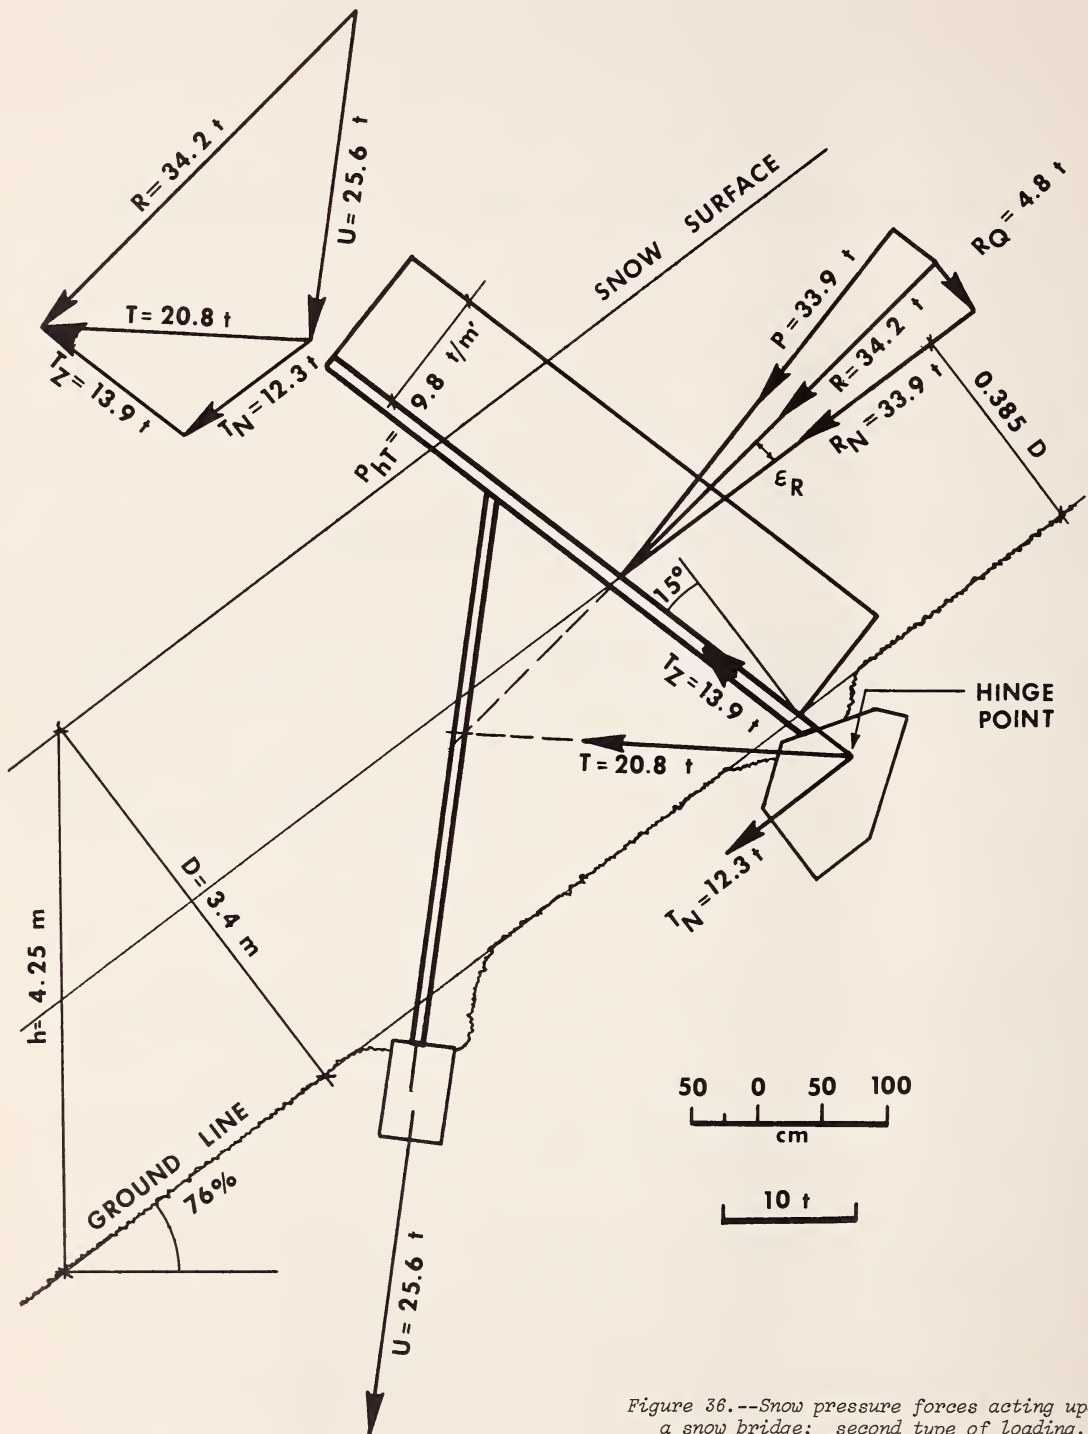 R= 34.2 t
U= 25.6 t
T= 20.8 t
TZ= 13.9 t
TN= 12.3 t
SNOW SURFACE
PhT= 9.8 t/m'
P= 33.9 t
R= 34.2 t
RN= 33.9 t
RQ= 4.8 t
εR
0.385 D
15°
TZ= 13.9 t
HINGE
POINT
T= 20.8 t
TN= 12.3 t
D= 3.4 m
h= 4.25 m
GROUND LINE
76%
50 0 50 100
cm
10 t
U= 25.6 t
Figure 36.--Snow pressure forces acting up
a snow bridge: second type of loading.